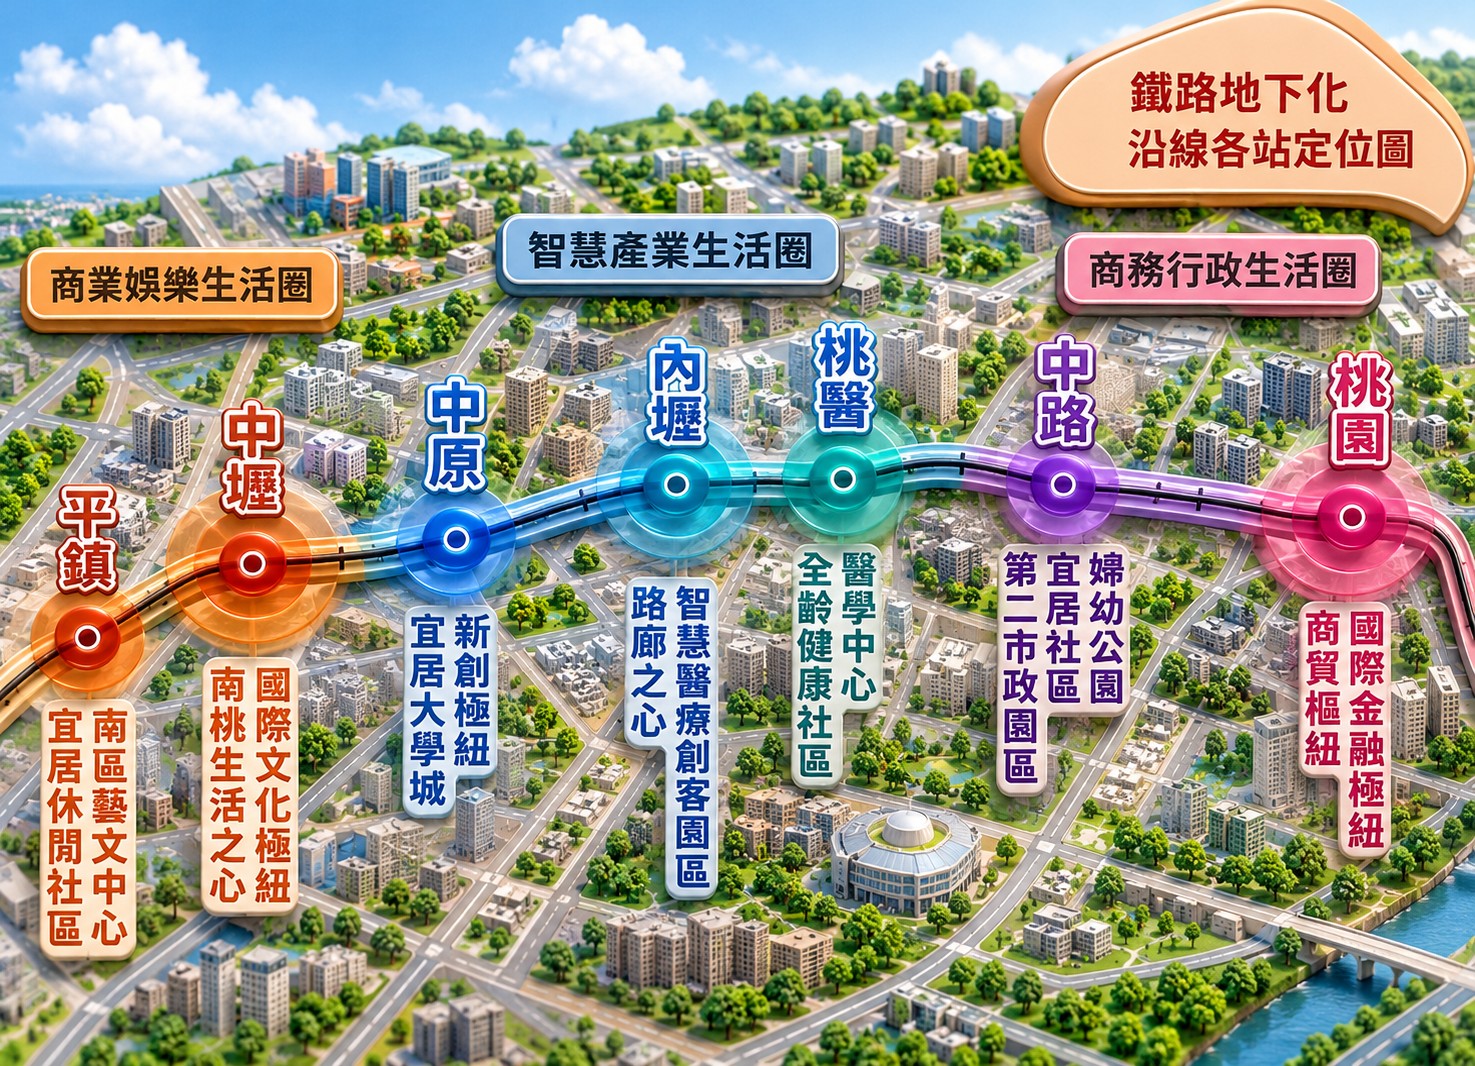 鐵路地下化
沿線各站定位圖
商業娛樂生活圈
智慧產業生活圈
商務行政生活圈
平鎮
南區藝文中心
宜居休閒社區
中壢
國際文化極紐
南桃生活之心
中原
新創極紐
宜居大學城
內壢
智慧醫療創客園區
路廊之心
桃醫
醫學中心
全齡健康社區
中路
婦幼公園
宜居社區
第二市政園區
桃園
國際金融極紐
商貿樞紐